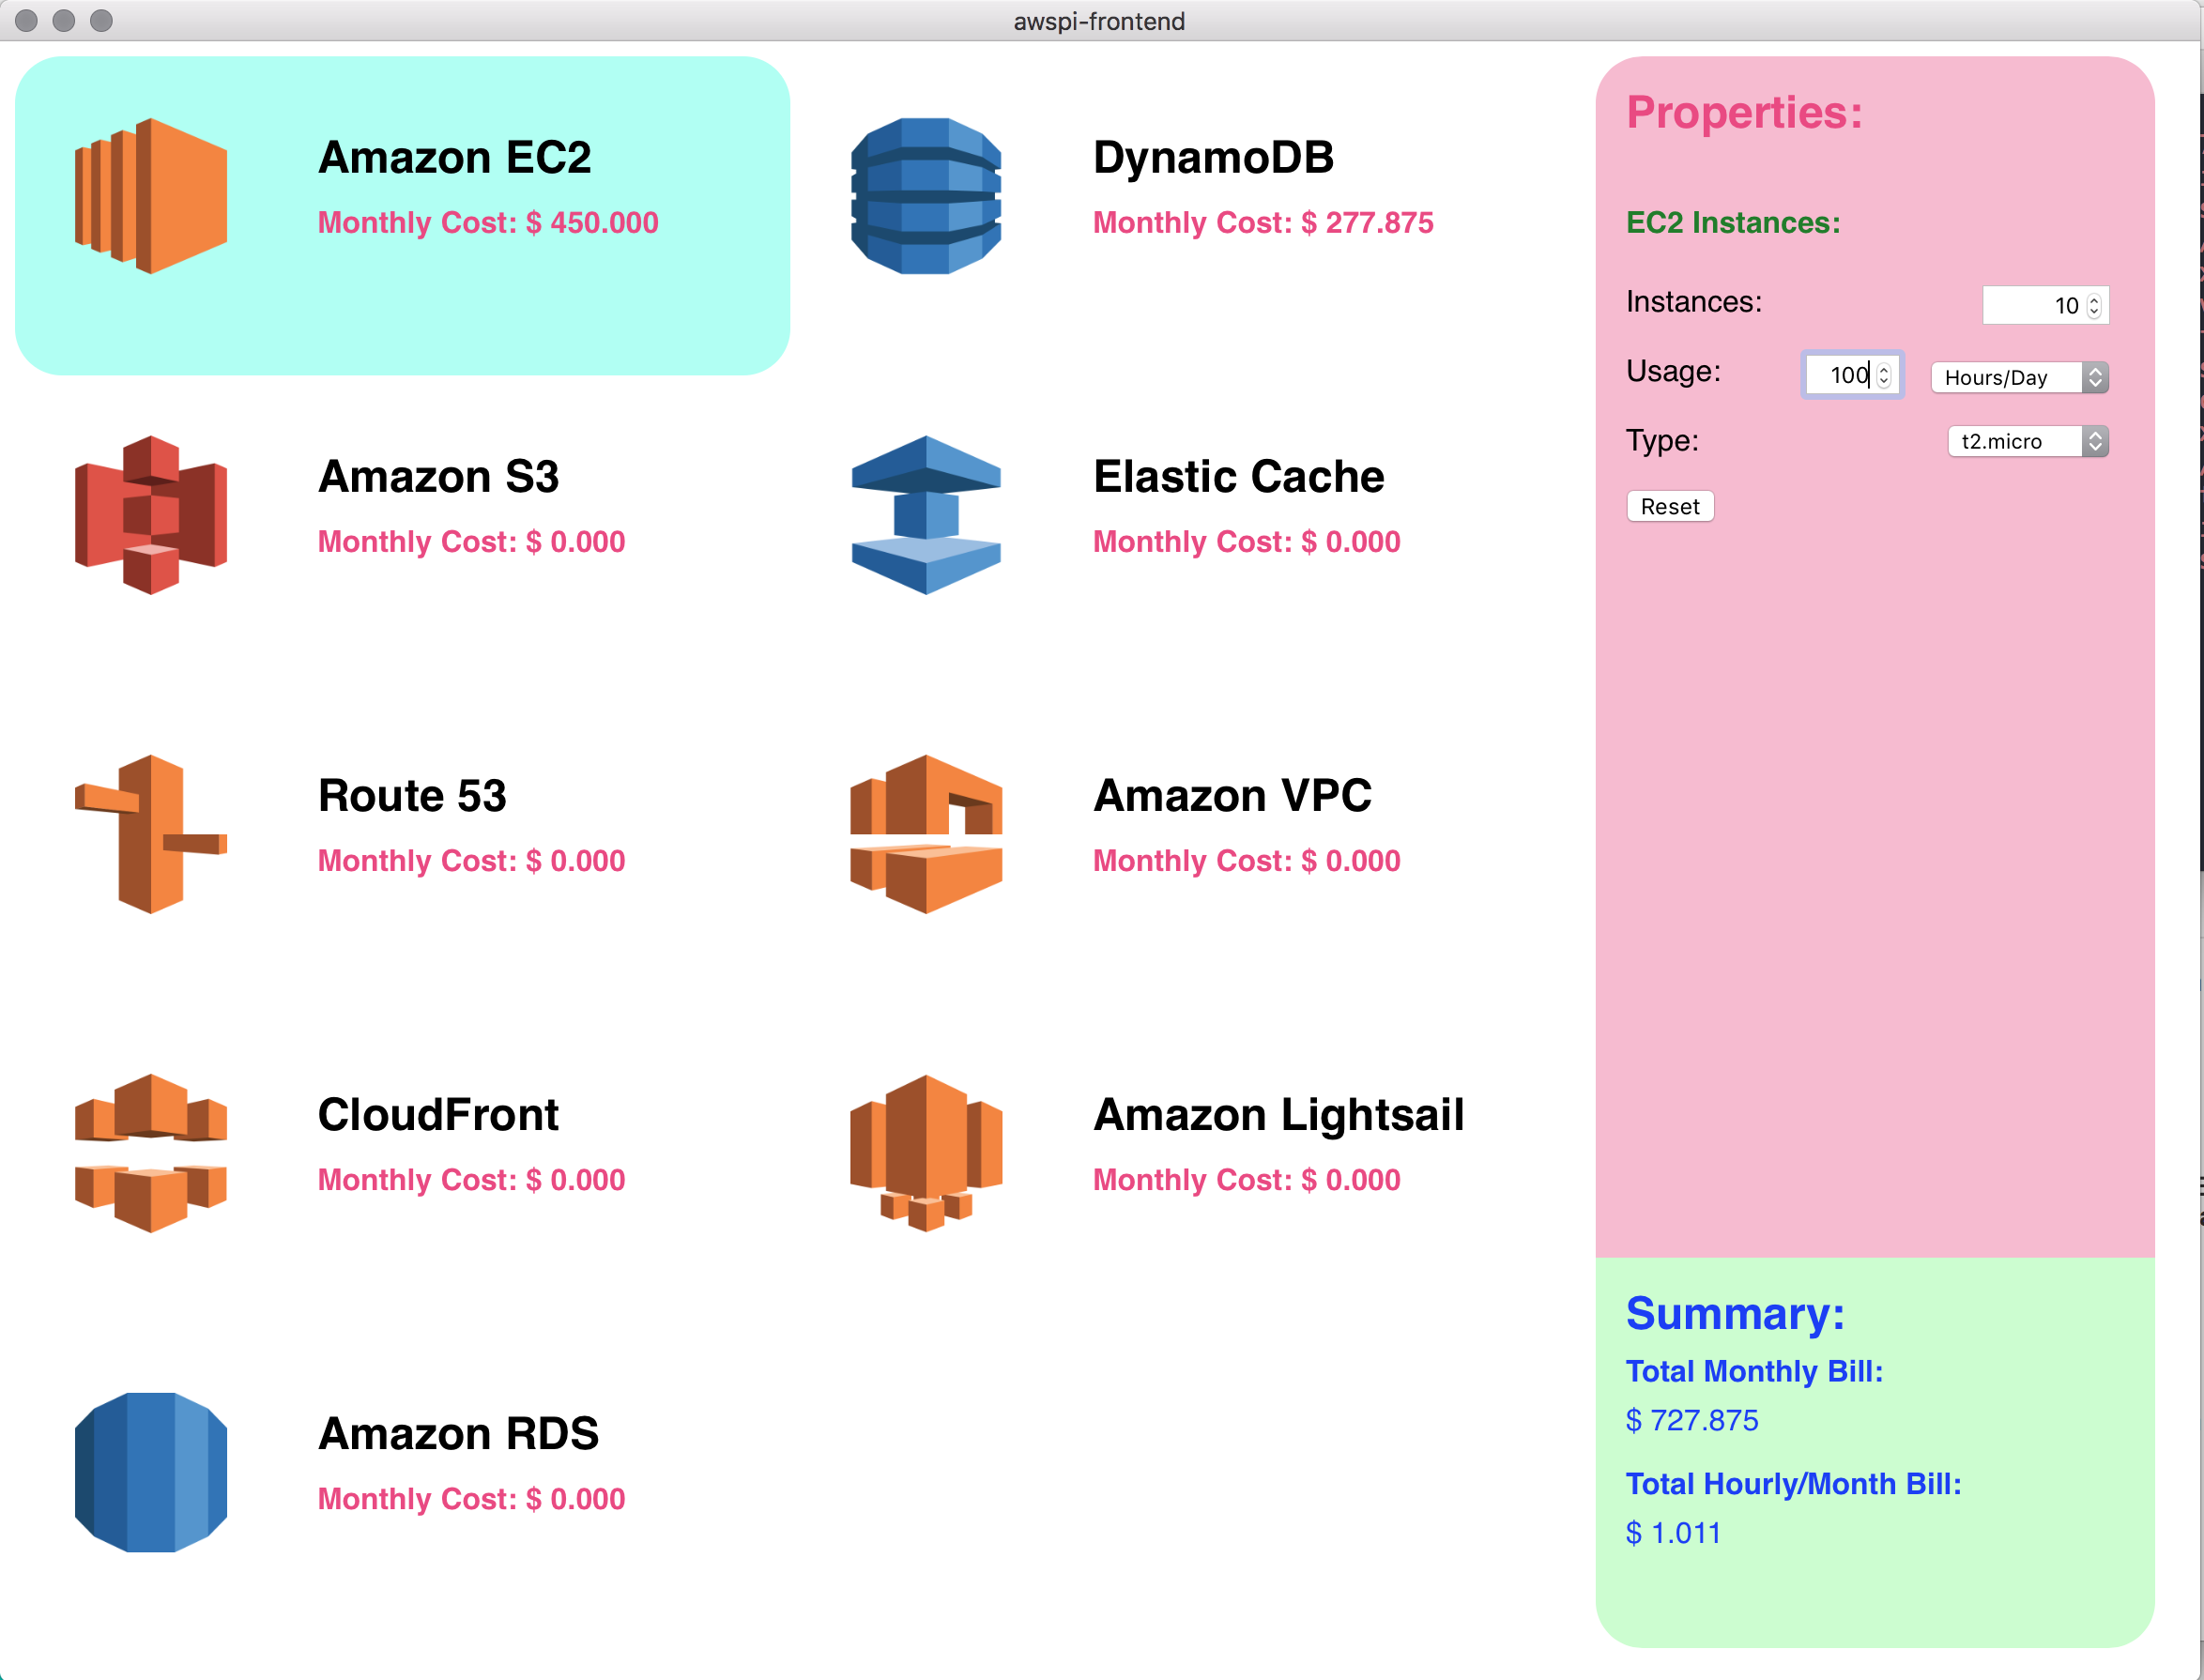 awspi-frontend
Amazon EC2
Monthly Cost: $ 450.000
DynamoDB
Monthly Cost: $ 277.875
Amazon S3
Monthly Cost: $ 0.000
Elastic Cache
Monthly Cost: $ 0.000
Route 53
Monthly Cost: $ 0.000
Amazon VPC
Monthly Cost: $ 0.000
CloudFront
Monthly Cost: $ 0.000
Amazon Lightsail
Monthly Cost: $ 0.000
Amazon RDS
Monthly Cost: $ 0.000
Properties:
EC2 Instances:
Instances: 10
Usage: 100 Hours/Day
Type: t2.micro
Reset
Summary:
Total Monthly Bill:
$ 727.875
Total Hourly/Month Bill:
$ 1.011